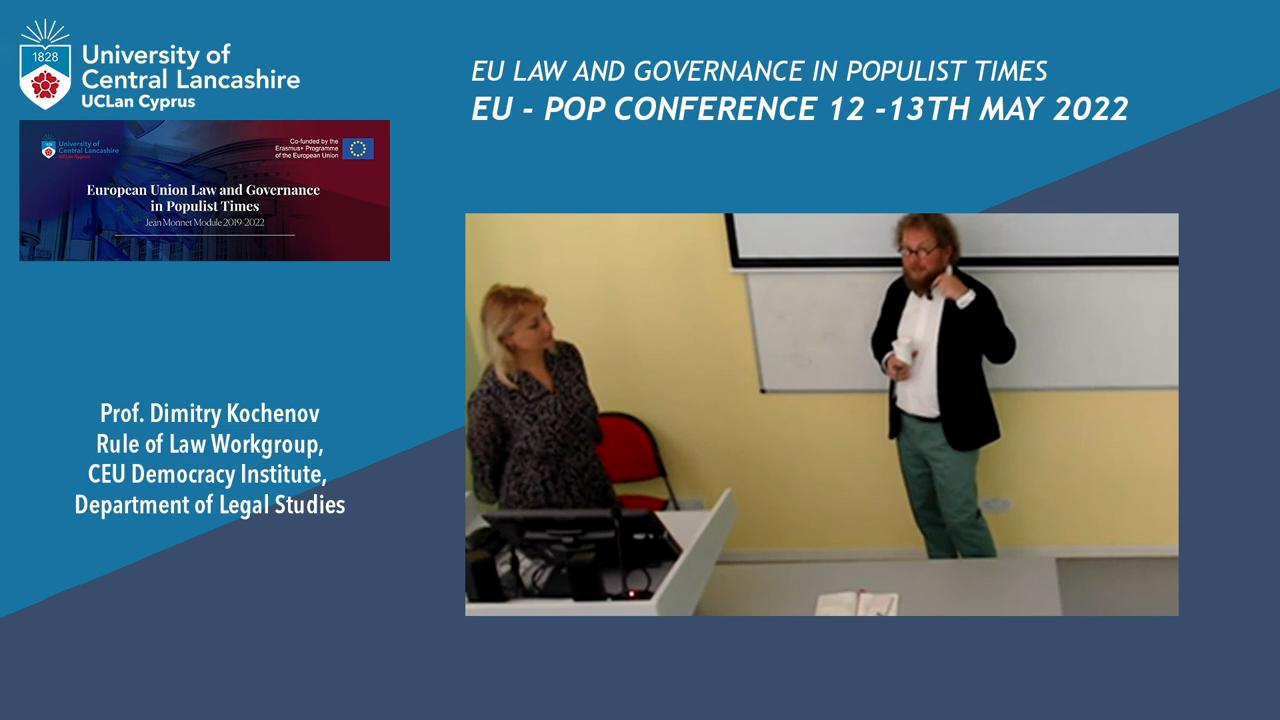 1828
University of
Central Lancashire
UCLan Cyprus
EU LAW AND GOVERNANCE IN POPULIST TIMES
EU - POP CONFERENCE 12 -13TH MAY 2022
University of
Central Lancashire
UCLan Cyprus
Co-funded by the
Erasmus+ Programme
of the European Union
European Union Law and Governance
in Populist Times
Jean Monnet Module 2019-2022
Prof. Dimitry Kochenov
Rule of Law Workgroup,
CEU Democracy Institute,
Department of Legal Studies